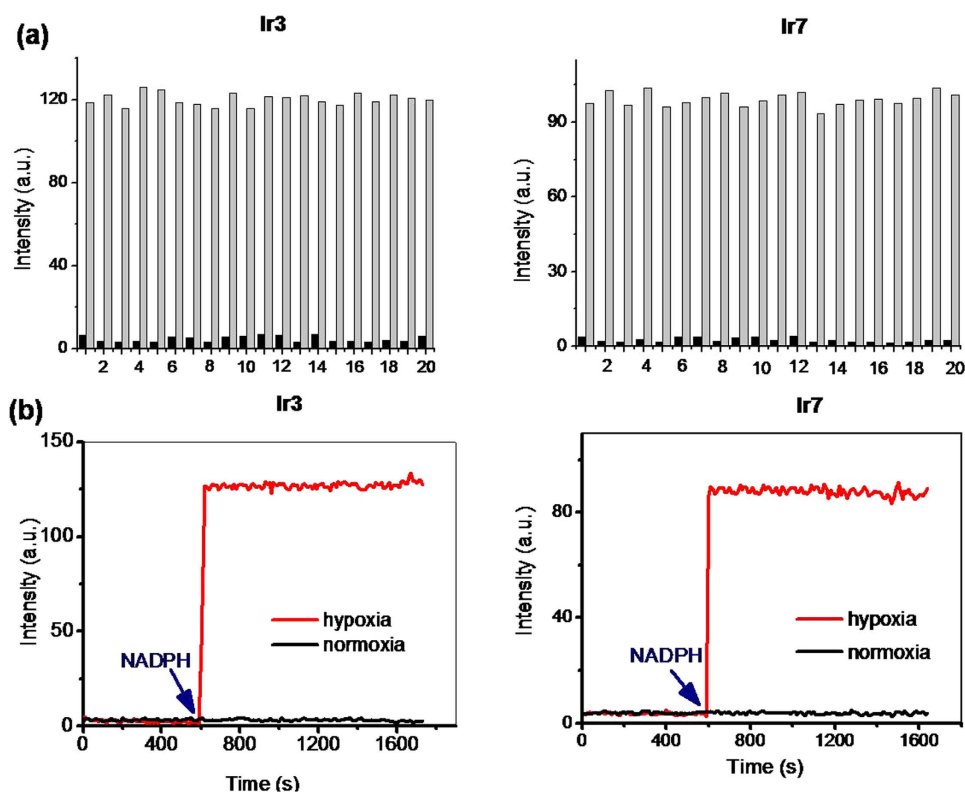 (a)
Ir3
Ir7
Intensity (a.u.)
120
80
40
0
2 4 6 8 10 12 14 16 18 20
Intensity (a.u.)
90
60
30
0
2 4 6 8 10 12 14 16 18 20
(b)
Ir3
Ir7
Intensity (a.u.)
150
100
50
0
hypoxia
normoxia
NADPH
0 400 800 1200 1600
Time (s)
Intensity (a.u.)
80
40
0
hypoxia
normoxia
NADPH
0 400 800 1200 1600
Time (s)